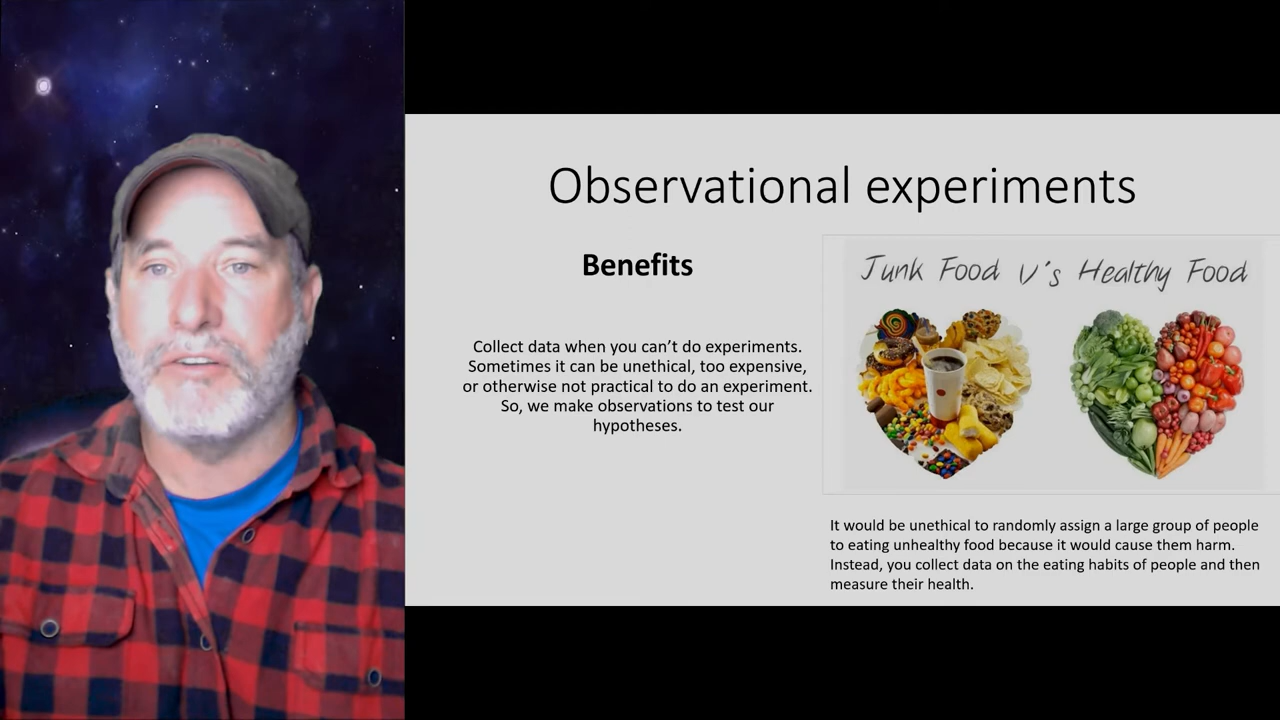 Observational experiments
Benefits
Collect data when you can’t do experiments.
Sometimes it can be unethical, too expensive,
or otherwise not practical to do an experiment.
So, we make observations to test our
hypotheses.
Junk Food V's Healthy Food
It would be unethical to randomly assign a large group of people
to eating unhealthy food because it would cause them harm.
Instead, you collect data on the eating habits of people and then
measure their health.